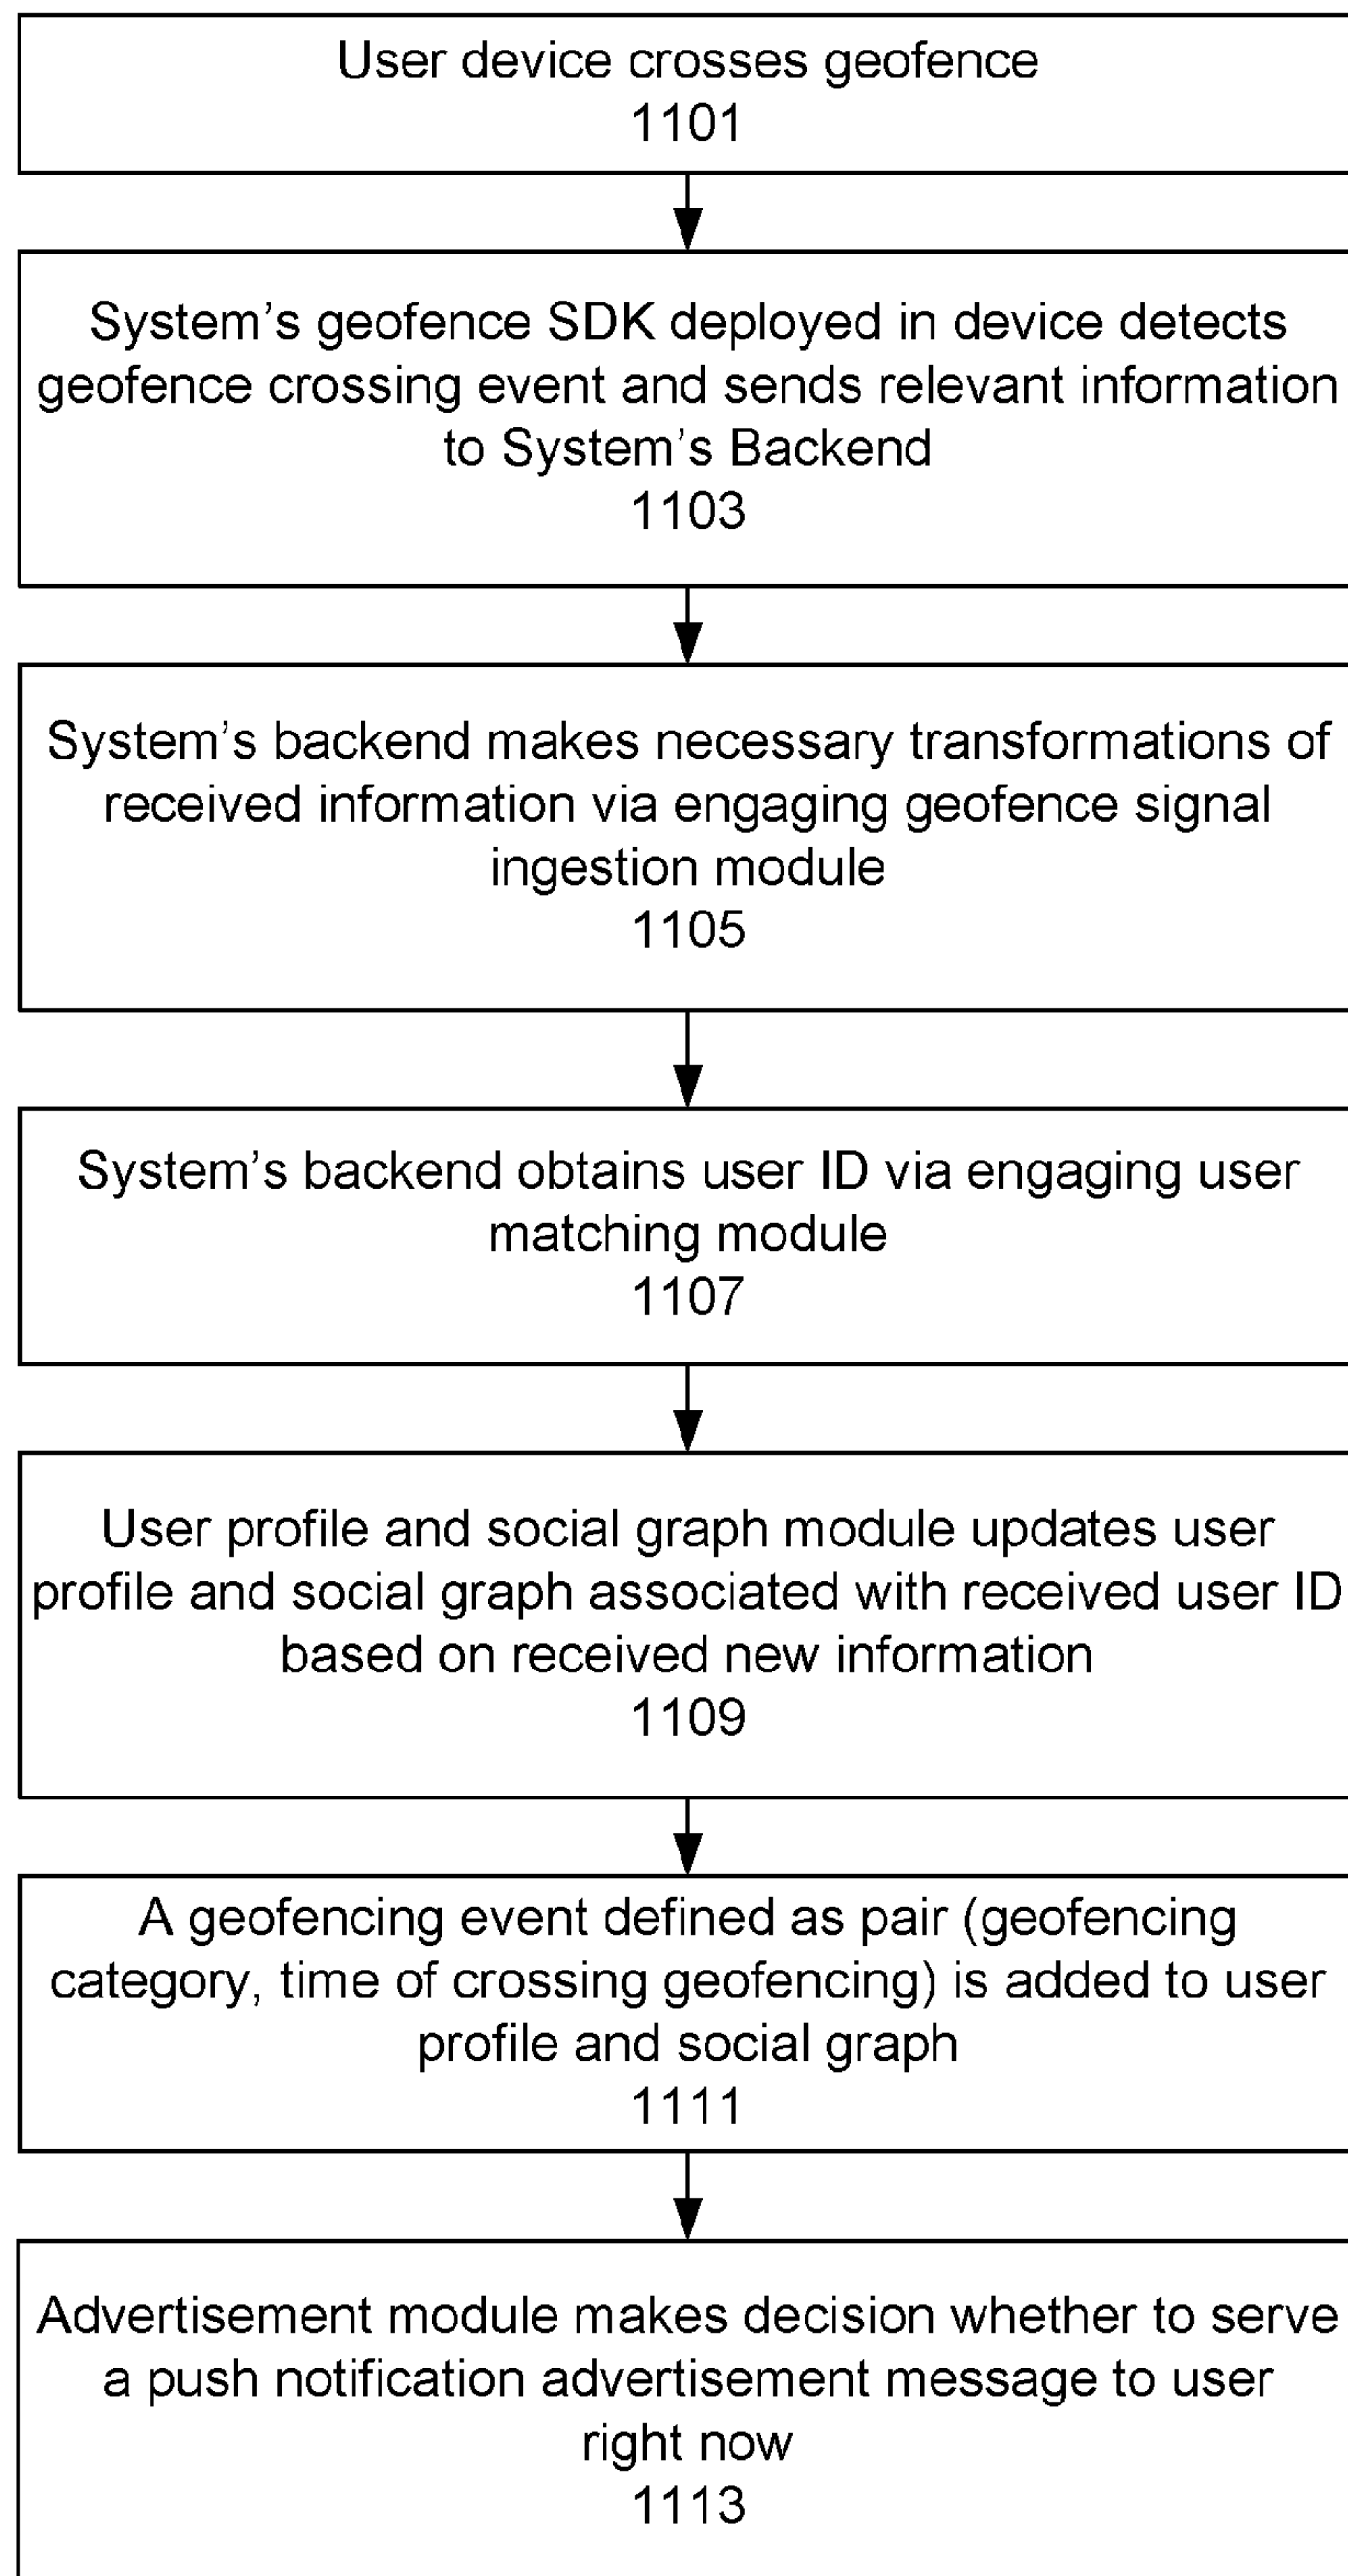 User device crosses geofence
1101
System's geofence SDK deployed in device detects
geofence crossing event and sends relevant information
to System's Backend
1103
System's backend makes necessary transformations of
received information via engaging geofence signal
ingestion module
1105
System's backend obtains user ID via engaging user
matching module
1107
User profile and social graph module updates user
profile and social graph associated with received user ID
based on received new information
1109
A geofencing event defined as pair (geofencing
category, time of crossing geofencing) is added to user
profile and social graph
1111
Advertisement module makes decision whether to serve
a push notification advertisement message to user
right now
1113